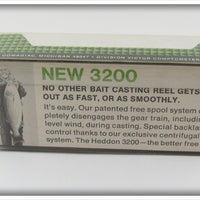 DOWAGIAC, MICHIGAN 49047 • DIVISION VICTOR COMPTOMETER
NEW 3200
NO OTHER BAIT CASTING REEL GETS
OUT AS FAST, OR AS SMOOTHLY.
It's easy. Our patented free spool system
pletely disengages the gear train, including
level wind, during casting. Special backla
control thanks to our exclusive centrifugal
system. The Heddon 3200—the better free